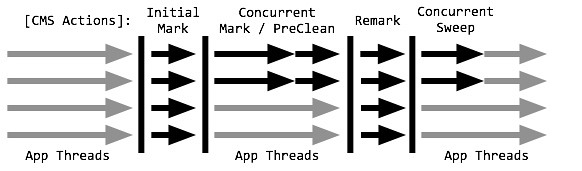 [CMS Actions]:
Initial
Mark
Concurrent
Mark / PreClean
Remark
Concurrent
Sweep
App Threads
App Threads
App Threads